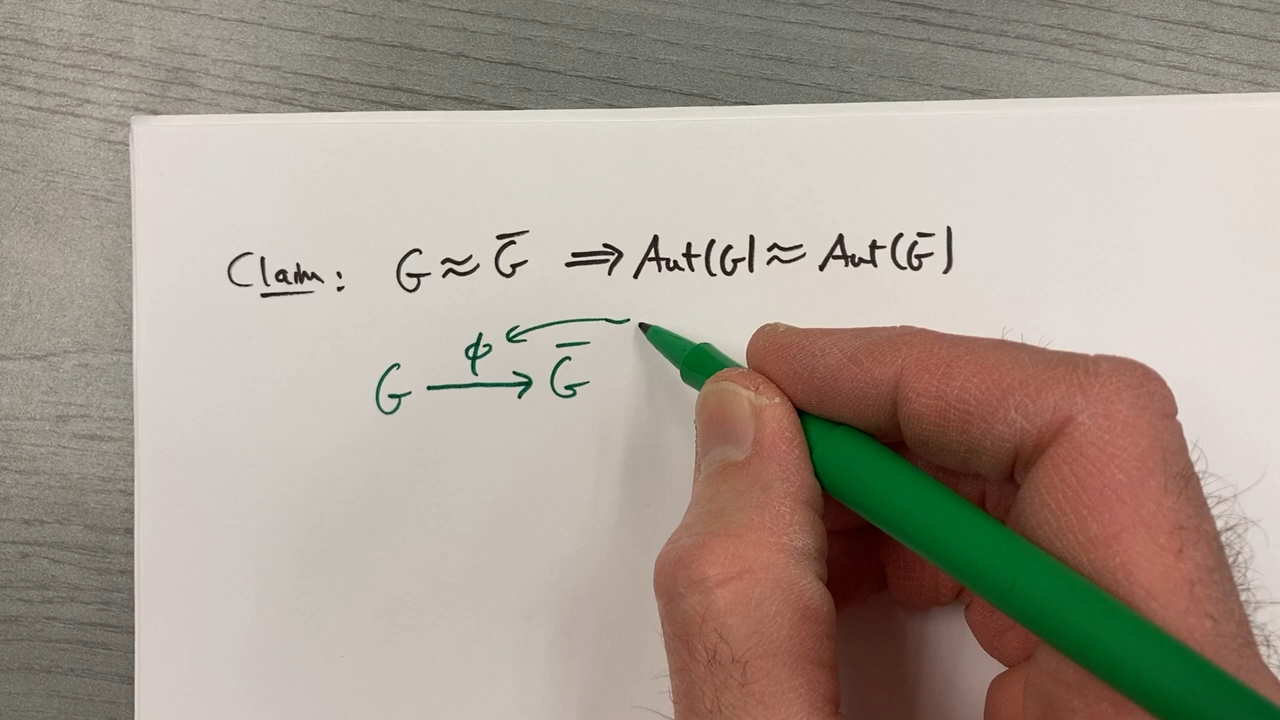 Claim: G ≈ G̅ ⇒ Aut(G) ≈ Aut(G̅)
ϕ
G → G̅